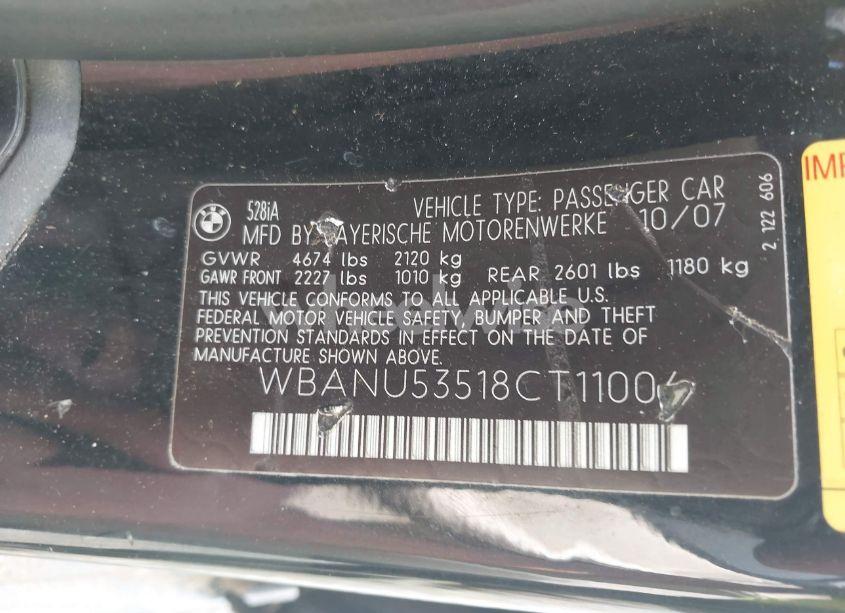 528iA
VEHICLE TYPE: PASSENGER CAR
MFD BY BAYERISCHE MOTORENWERKE 10/07
GVWR 4674 lbs 2120 kg
GAWR FRONT 2227 lbs 1010 kg REAR 2601 lbs 1180 kg
THIS VEHICLE CONFORMS TO ALL APPLICABLE U.S.
FEDERAL MOTOR VEHICLE SAFETY, BUMPER AND THEFT
PREVENTION STANDARDS IN EFFECT ON THE DATE OF
MANUFACTURE SHOWN ABOVE.
2 122 606
BMW
IMP